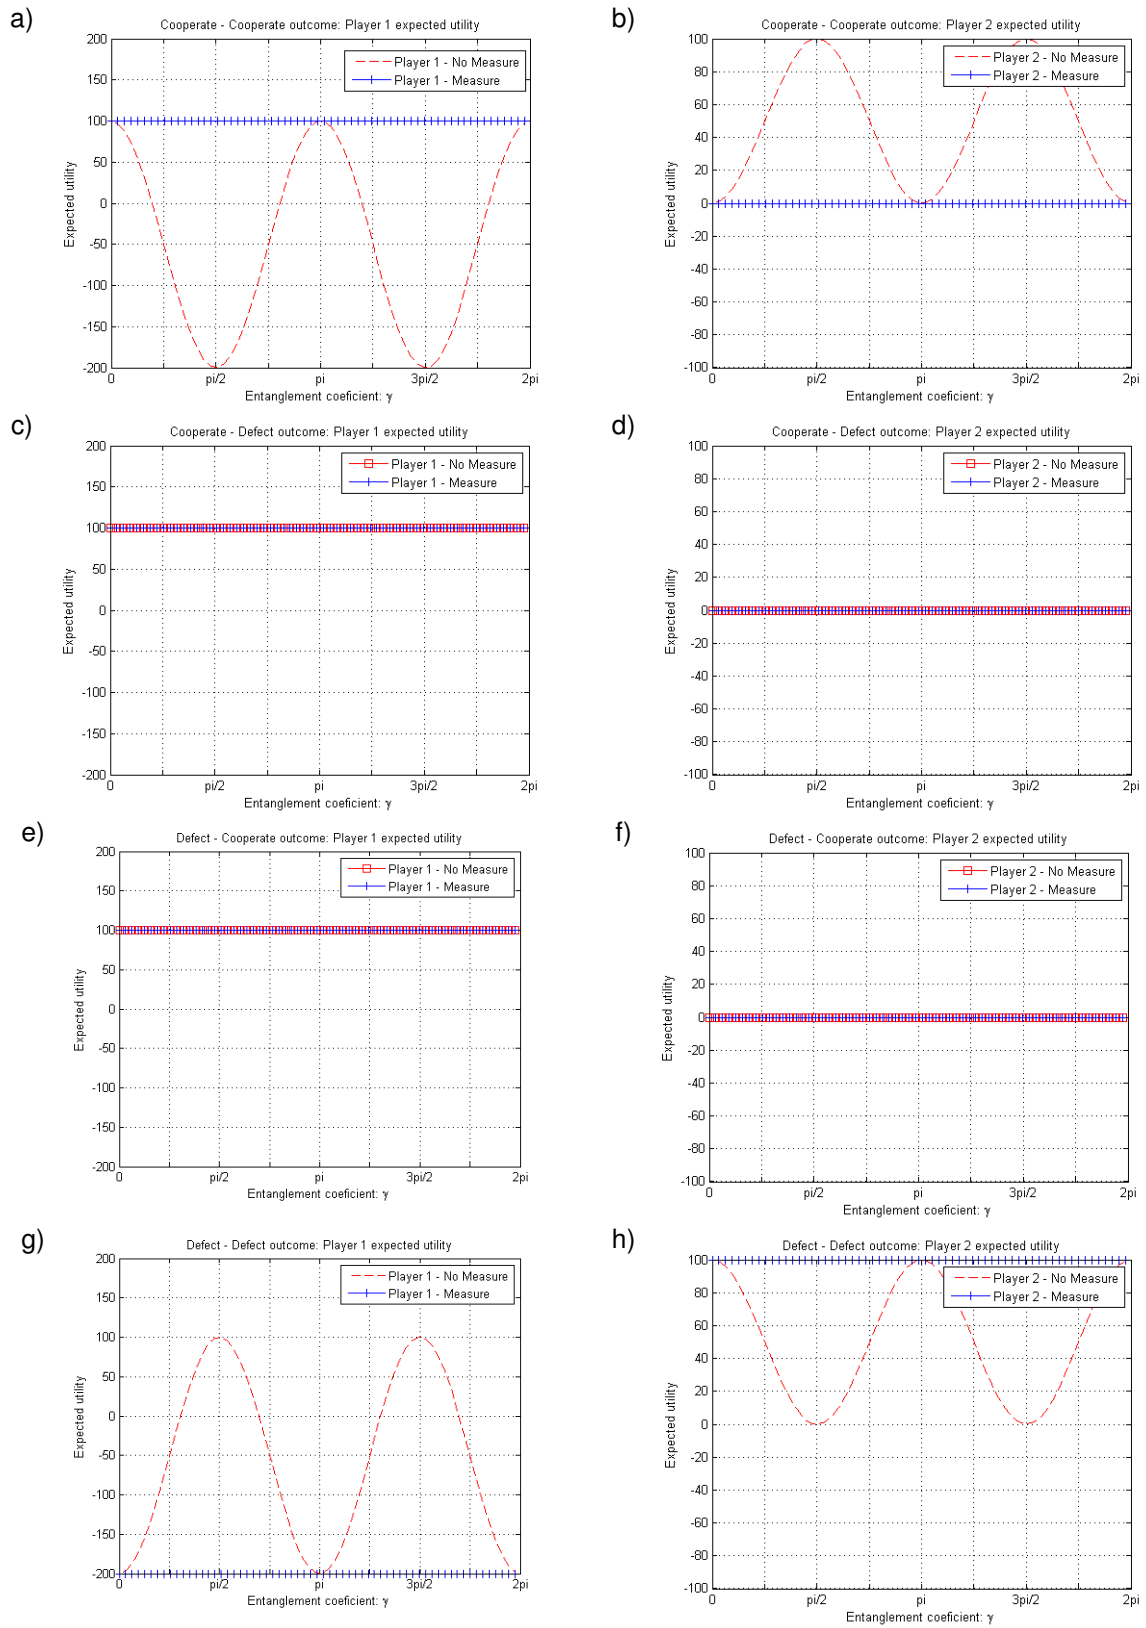 a)
Cooperate - Cooperate outcome: Player 1 expected utility
Player 1 - No Measure
Player 1 - Measure
200
150
100
50
0
-50
-100
-150
-200
Expected utility
0 pi/2 pi 3pi/2 2pi
Entanglement coeficient: γ
b)
Cooperate - Cooperate outcome: Player 2 expected utility
Player 2 - No Measure
Player 2 - Measure
100
80
60
40
20
0
-20
-40
-60
-80
-100
Expected utility
0 pi/2 pi 3pi/2 2pi
Entanglement coeficient: γ
c)
Cooperate - Defect outcome: Player 1 expected utility
Player 1 - No Measure
Player 1 - Measure
200
150
100
50
0
-50
-100
-150
-200
Expected utility
0 pi/2 pi 3pi/2 2pi
Entanglement coeficient: γ
d)
Cooperate - Defect outcome: Player 2 expected utility
Player 2 - No Measure
Player 2 - Measure
100
80
60
40
20
0
-20
-40
-60
-80
-100
Expected utility
0 pi/2 pi 3pi/2 2pi
Entanglement coeficient: γ
e)
Defect - Cooperate outcome: Player 1 expected utility
Player 1 - No Measure
Player 1 - Measure
200
150
100
50
0
-50
-100
-150
-200
Expected utility
0 pi/2 pi 3pi/2 2pi
Entanglement coeficient: γ
f)
Defect - Cooperate outcome: Player 2 expected utility
Player 2 - No Measure
Player 2 - Measure
100
80
60
40
20
0
-20
-40
-60
-80
-100
Expected utility
0 pi/2 pi 3pi/2 2pi
Entanglement coeficient: γ
g)
Defect - Defect outcome: Player 1 expected utility
Player 1 - No Measure
Player 1 - Measure
200
150
100
50
0
-50
-100
-150
-200
Expected utility
0 pi/2 pi 3pi/2 2pi
Entanglement coeficient: γ
h)
Defect - Defect outcome: Player 2 expected utility
Player 2 - No Measure
Player 2 - Measure
100
80
60
40
20
0
-20
-40
-60
-80
-100
Expected utility
0 pi/2 pi 3pi/2 2pi
Entanglement coeficient: γ